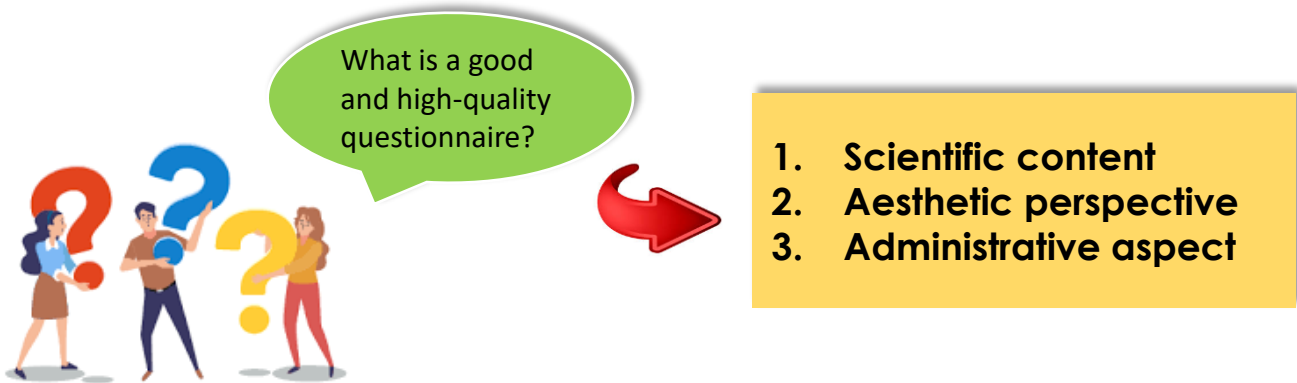 What is a good
and high-quality
questionnaire?
1. Scientific content
2. Aesthetic perspective
3. Administrative aspect